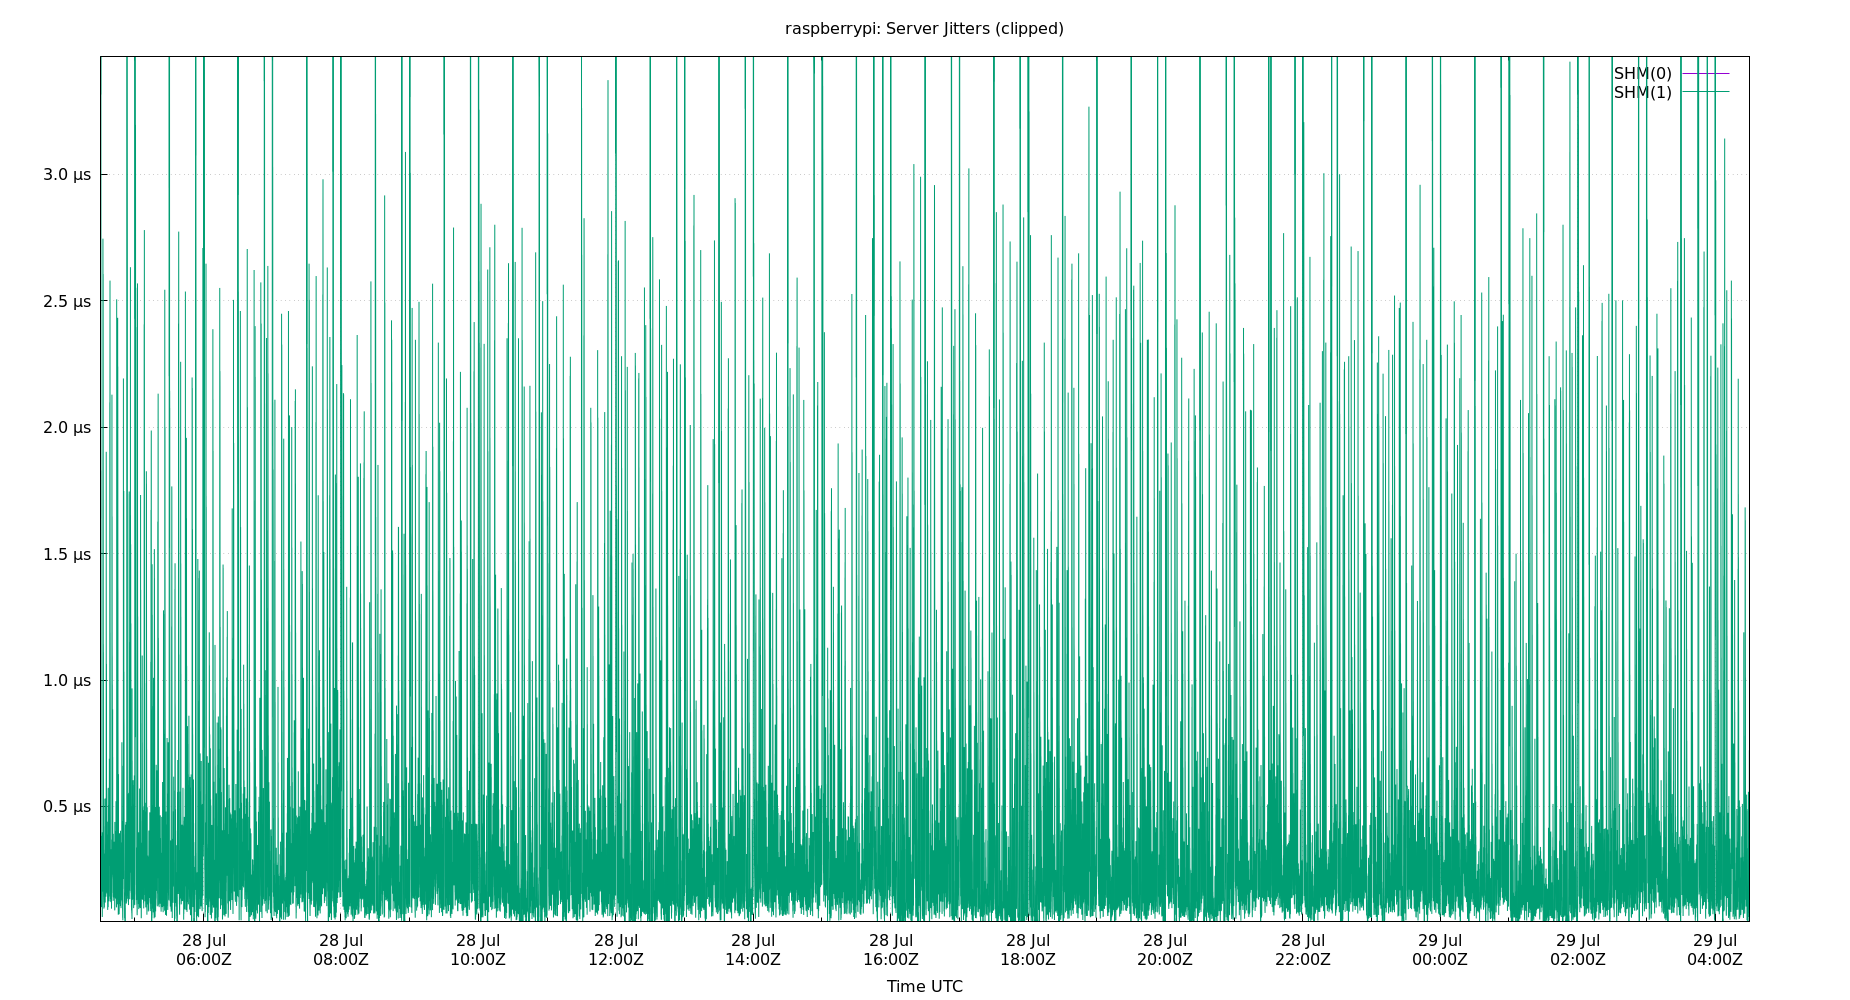 raspberrypi: Server Jitters (clipped)
SHM(0)
SHM(1)
3.0 µs
2.5 µs
2.0 µs
1.5 µs
1.0 µs
0.5 µs
28 Jul 28 Jul 28 Jul 28 Jul 28 Jul 28 Jul 28 Jul 28 Jul 28 Jul 29 Jul 29 Jul 29 Jul
06:00Z 08:00Z 10:00Z 12:00Z 14:00Z 16:00Z 18:00Z 20:00Z 22:00Z 00:00Z 02:00Z 04:00Z
Time UTC